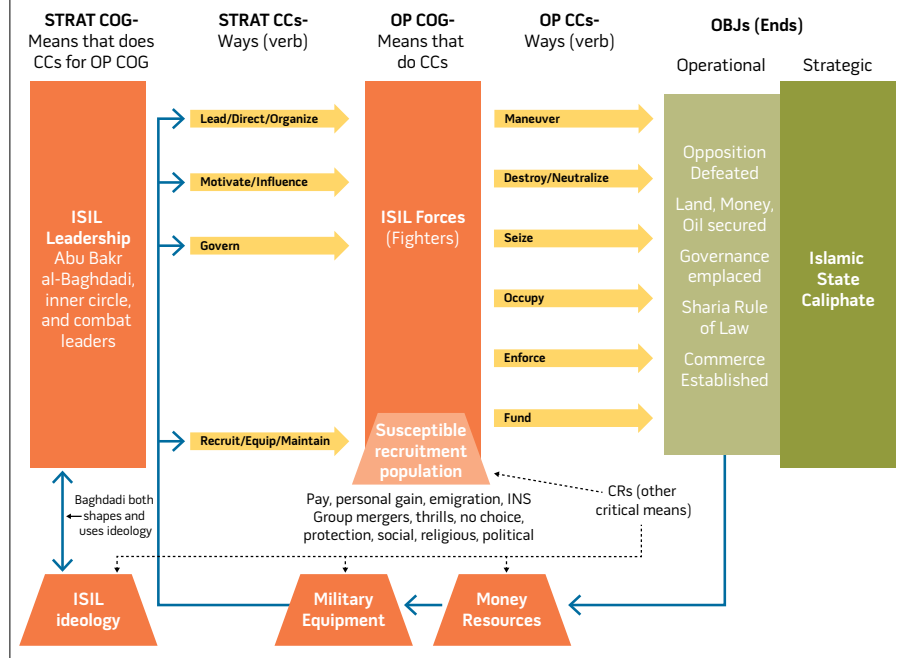 STRAT COG-
Means that does
CCs for OP COG
STRAT CCs-
Ways (verb)
OP COG-
Means that
do CCs
OP CCs-
Ways (verb)
OBJs (Ends)
Operational
Strategic
ISIL
Leadership
Abu Bakr
al-Baghdadi,
inner circle,
and combat
leaders
Lead/Direct/Organize
Motivate/Influence
Govern
Recruit/Equip/Maintain
ISIL Forces
(Fighters)
Susceptible
recruitment
population
Maneuver
Destroy/Neutralize
Seize
Occupy
Enforce
Fund
Opposition
Defeated
Land, Money,
Oil secured
Governance
emplaced
Sharia Rule
of Law
Commerce
Established
Islamic
State
Caliphate
Baghdadi both
shapes and
uses ideology
Pay, personal gain, emigration, INS
Group mergers, thrills, no choice,
protection, social, religious, political
CRs (other
critical means)
ISIL
ideology
Military
Equipment
Money
Resources